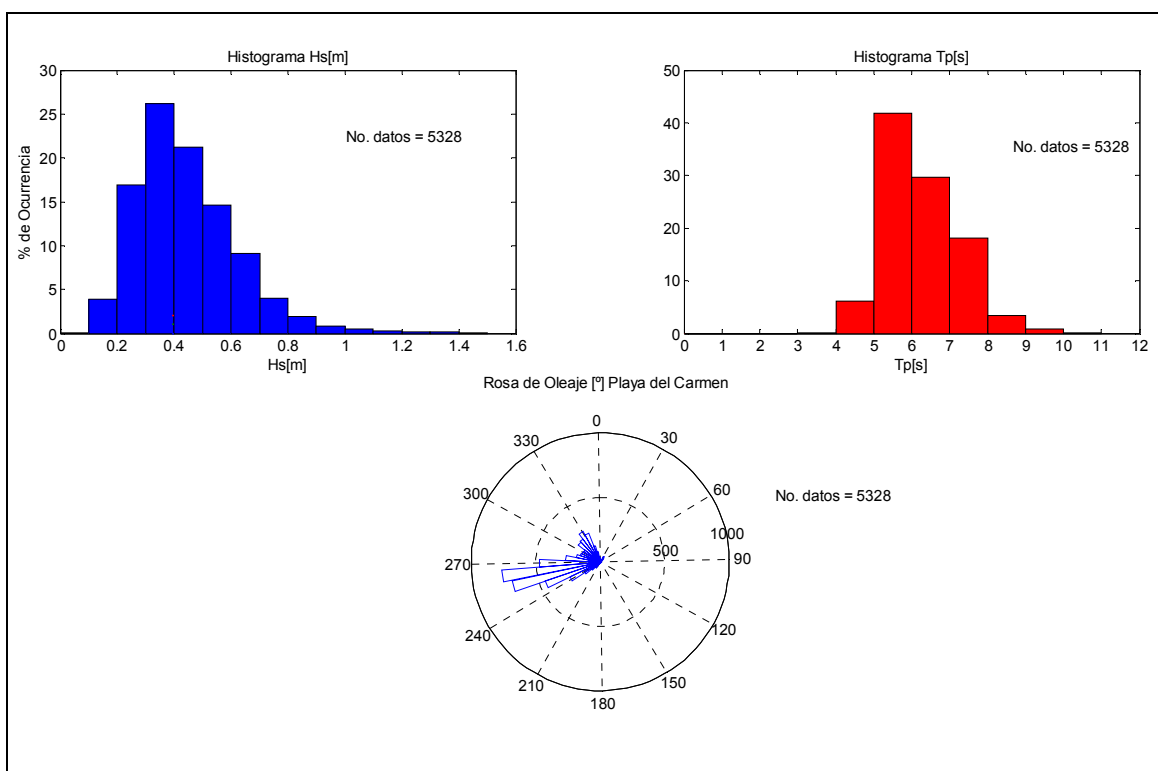 Histograma Hs[m]
30
25
20
15
10
5
0
% de Ocurrencia
No. datos = 5328
0 0.2 0.4 0.6 0.8 1 1.2 1.4 1.6
Hs[m]
Histograma Tp[s]
50
40
30
20
10
0
No. datos = 5328
0 1 2 3 4 5 6 7 8 9 10 11 12
Tp[s]
Rosa de Oleaje [º] Playa del Carmen
0
330 30
300 60
No. datos = 5328
1000
500
270 90
240 120
210 150
180